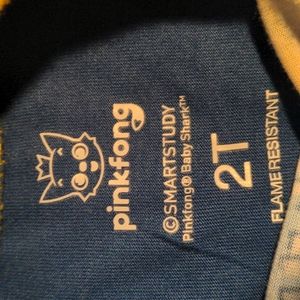 pinkfong
©SMARTSTUDY
Pinkfong® Baby Shark™
2T
FLAME RESISTANT